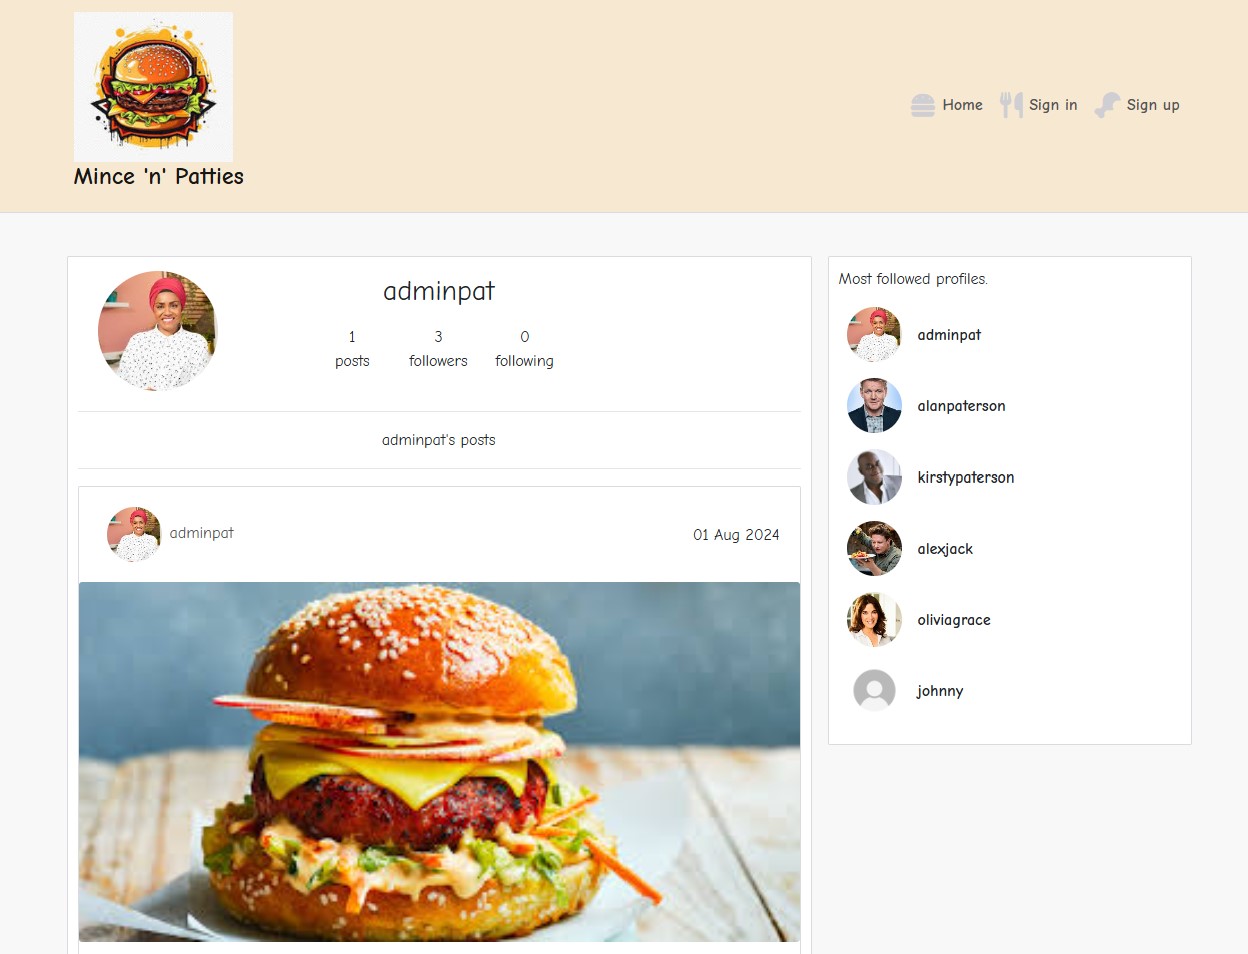 Mince 'n' Patties
Home
Sign in
Sign up
adminpat
1
posts
3
followers
0
following
adminpat's posts
adminpat
01 Aug 2024
Most followed profiles.
adminpat
alanpaterson
kirstypaterson
alexjack
oliviagrace
johnny